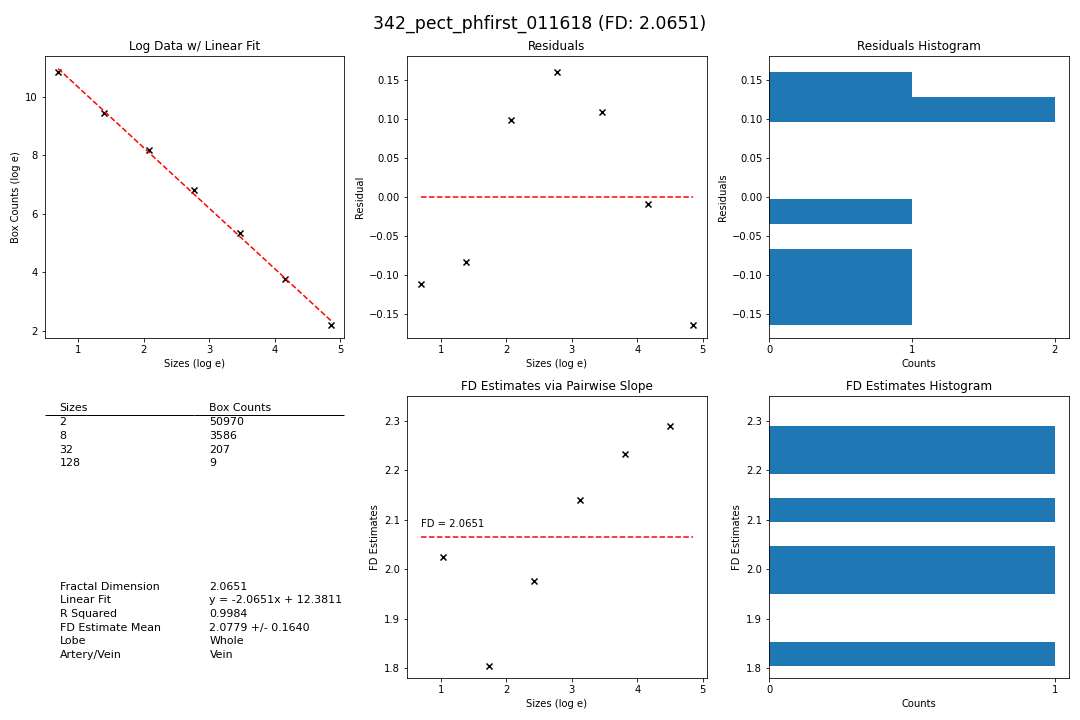 342_pect_phfirst_011618 (FD: 2.0651)
Log Data w/ Linear Fit
Box Counts (log e)
10
8
6
4
2
1 2 3 4 5
Sizes (log e)
Residuals
Residual
0.15
0.10
0.05
0.00
−0.05
−0.10
−0.15
1 2 3 4 5
Sizes (log e)
Residuals Histogram
Residuals
0.15
0.10
0.05
0.00
−0.05
−0.10
−0.15
0 1 2
Counts
Sizes Box Counts
2 50970
8 3586
32 207
128 9
Fractal Dimension 2.0651
Linear Fit y = -2.0651x + 12.3811
R Squared 0.9984
FD Estimate Mean 2.0779 +/- 0.1640
Lobe Whole
Artery/Vein Vein
FD Estimates via Pairwise Slope
FD Estimates
2.3
2.2
2.1
2.0
1.9
1.8
FD = 2.0651
1 2 3 4 5
Sizes (log e)
FD Estimates Histogram
FD Estimates
2.3
2.2
2.1
2.0
1.9
1.8
0 1
Counts